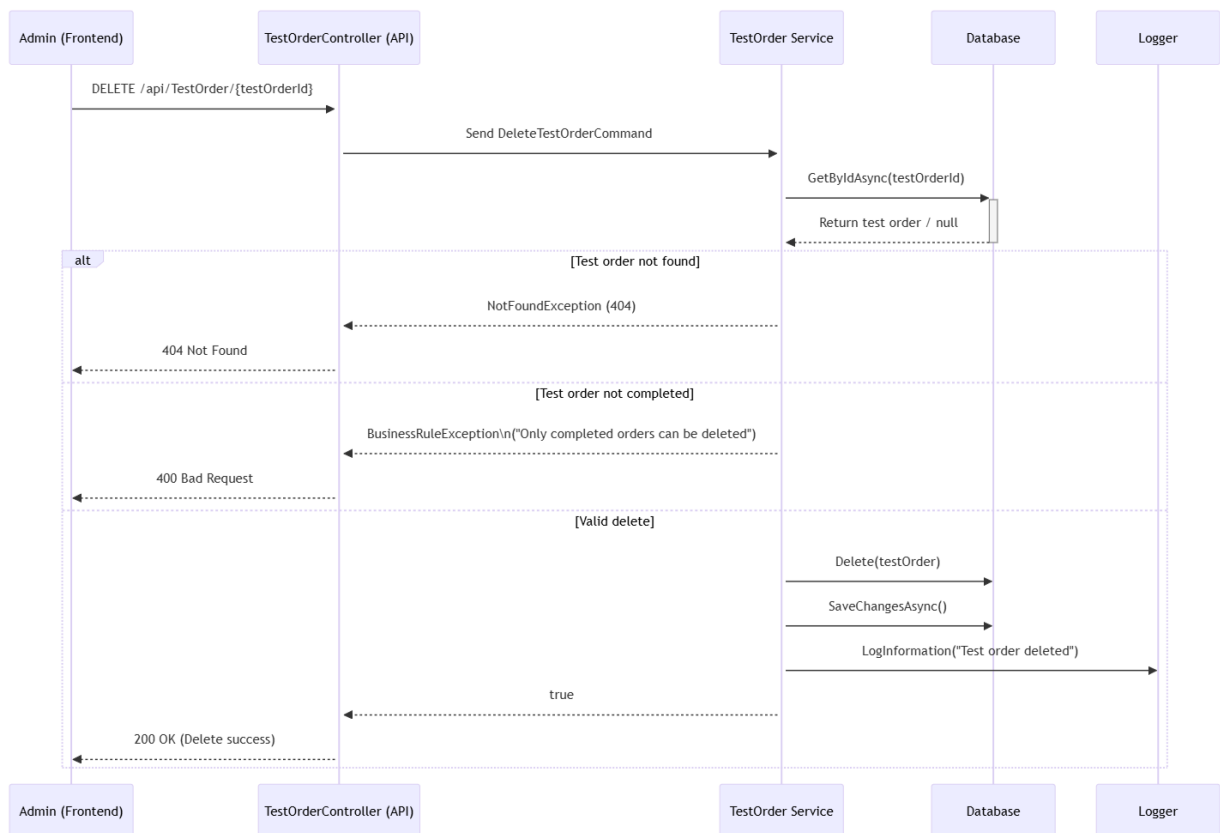 Admin (Frontend)
TestOrderController (API)
TestOrder Service
Database
Logger
DELETE /api/TestOrder/{testOrderId}
Send DeleteTestOrderCommand
GetByIdAsync(testOrderId)
Return test order / null
alt
[Test order not found]
NotFoundException (404)
404 Not Found
[Test order not completed]
BusinessRuleException\n("Only completed orders can be deleted")
400 Bad Request
[Valid delete]
Delete(testOrder)
SaveChangesAsync()
LogInformation("Test order deleted")
true
200 OK (Delete success)
Admin (Frontend)
TestOrderController (API)
TestOrder Service
Database
Logger